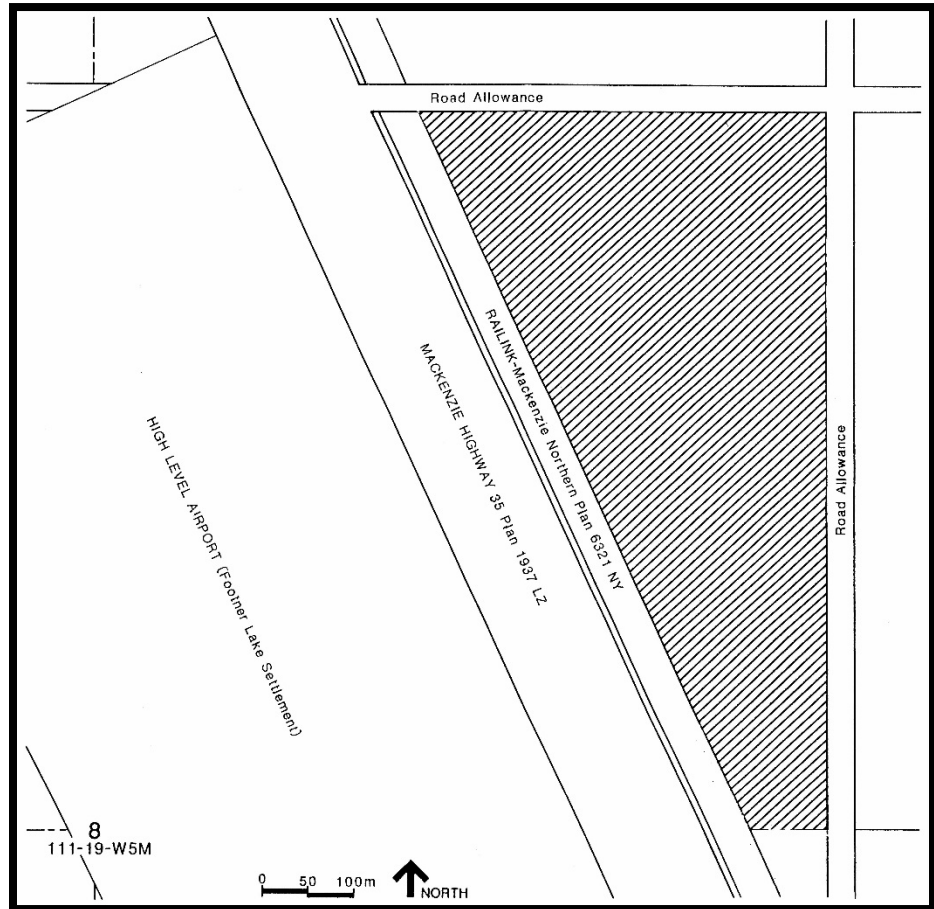 Road Allowance
RAILINK-Mackenzie Northern Plan 6321 NY
MACKENZIE HIGHWAY 35 Plan 1937 LZ
HIGH LEVEL AIRPORT (Footner Lake Settlement)
Road Allowance
8
111-19-W5M
0 50 100m
NORTH